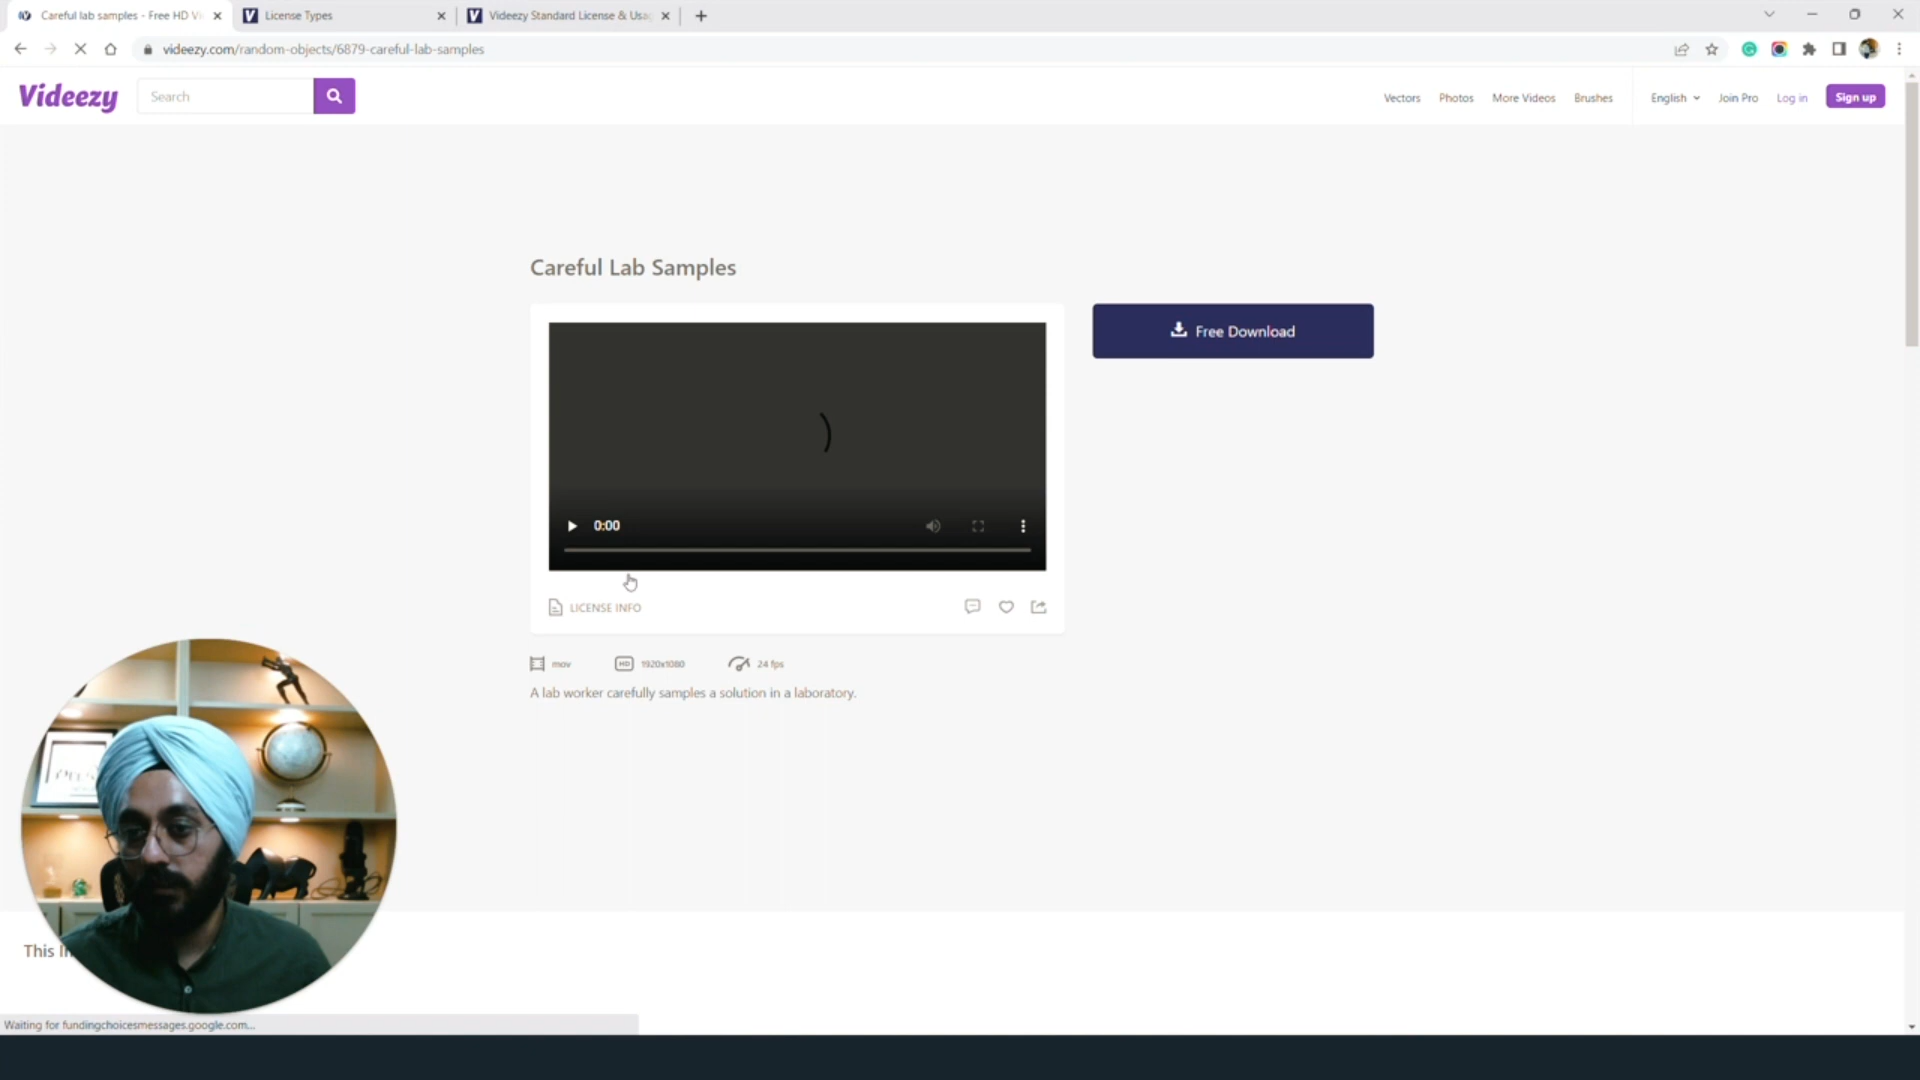 Careful lab samples - Free HD Vi
License Types
Videezy Standard License & Usa
videezy.com/random-objects/6879-careful-lab-samples
Videezy
Search
Vectors
Photos
More Videos
Brushes
English
Join Pro
Log in
Sign up
Careful Lab Samples
Free Download
0:00
LICENSE INFO
mov
HD
1920x1080
24 fps
A lab worker carefully samples a solution in a laboratory.
This
Waiting for fundingchoicesmessages.google.com...